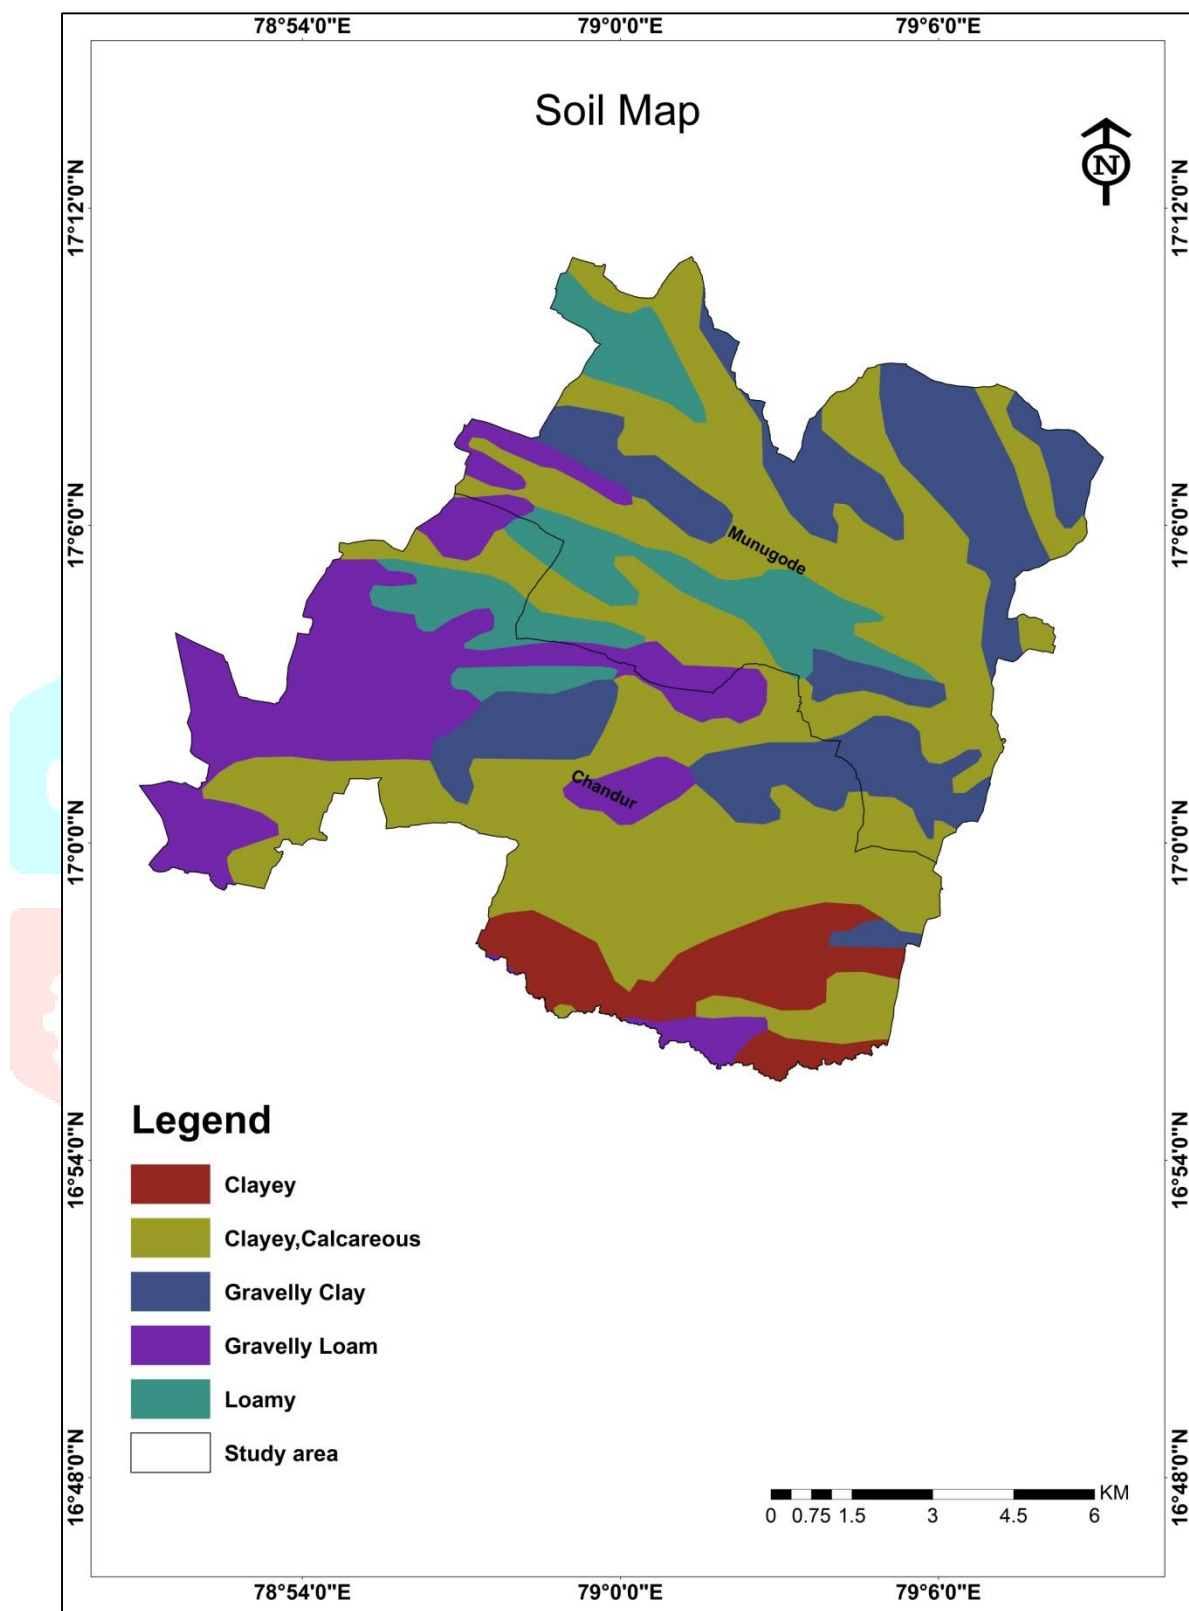 78°54'0"E 79°0'0"E 79°6'0"E
Soil Map
N
17°12'0"N 17°12'0"N
17°6'0"N 17°6'0"N
Munugode
Chandur
17°0'0"N 17°0'0"N
Legend
16°54'0"N 16°54'0"N
Clayey
Clayey,Calcareous
Gravelly Clay
Gravelly Loam
Loamy
Study area
16°48'0"N 16°48'0"N
KM
0 0.75 1.5 3 4.5 6
78°54'0"E 79°0'0"E 79°6'0"E